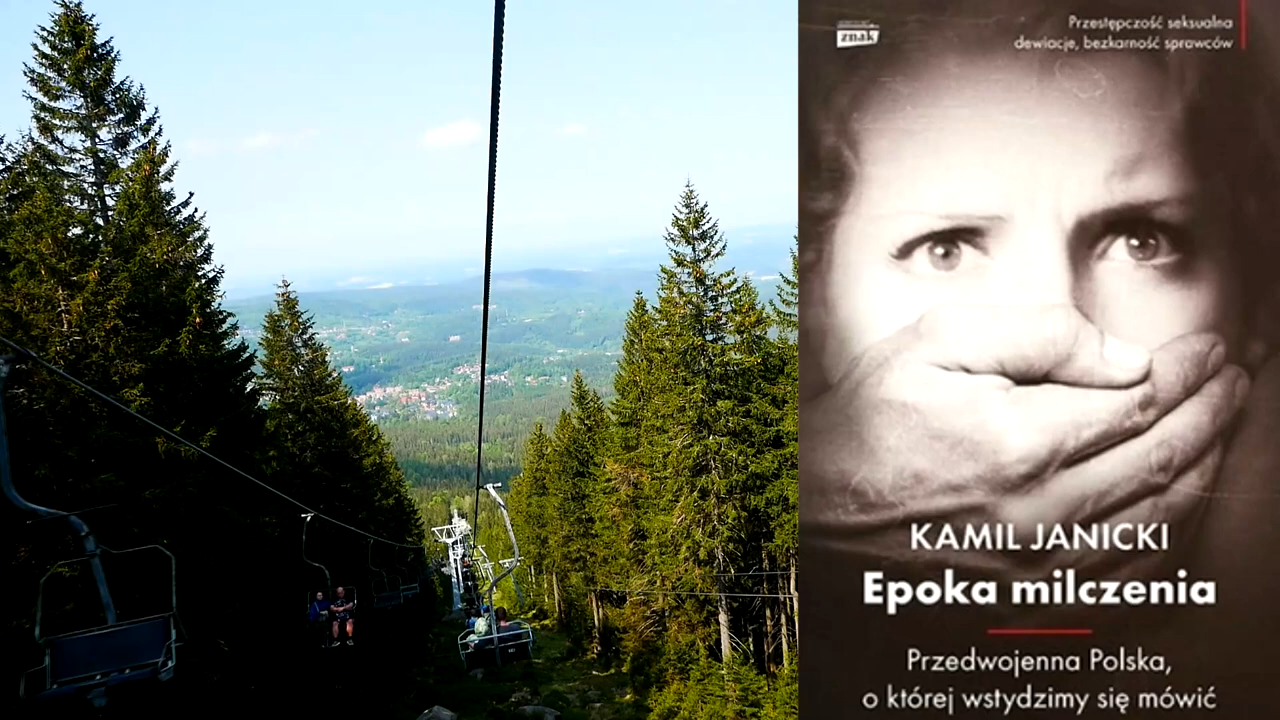 znak
Przestępczość seksualna
dewiacje, bezkarność sprawców
KAMIL JANICKI
Epoka milczenia
Przedwojenna Polska,
o której wstydzimy się mówić